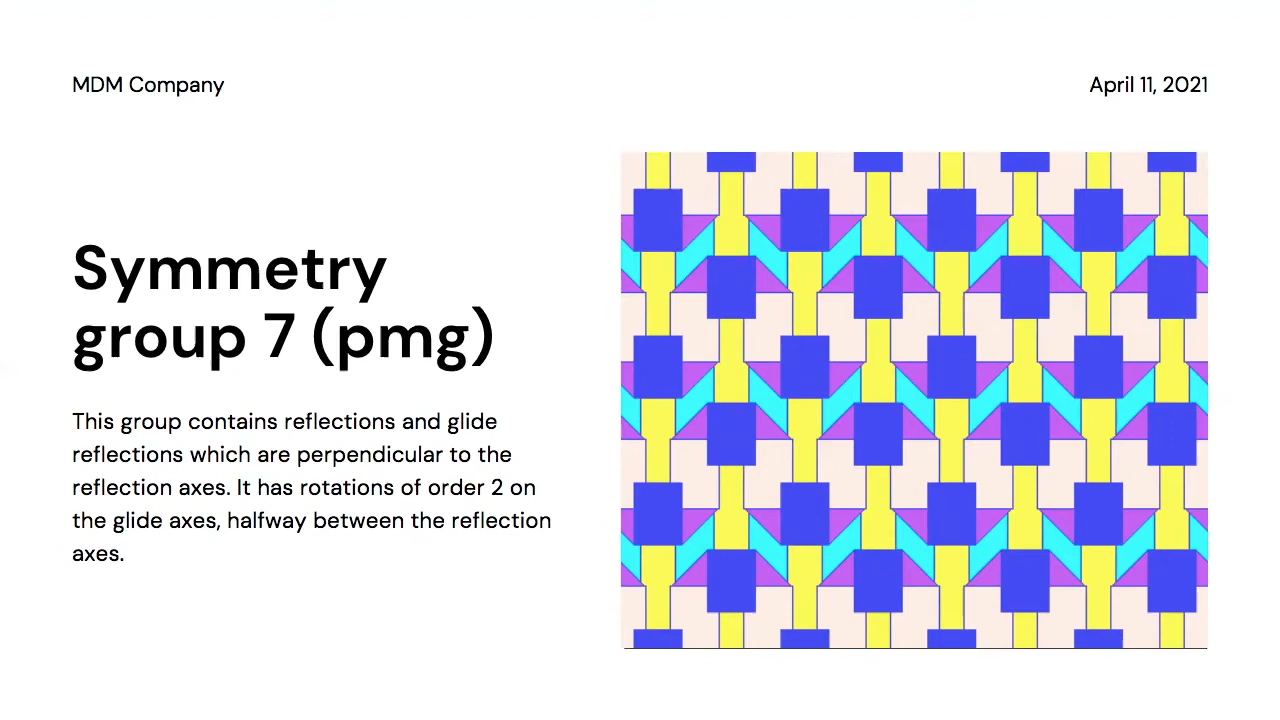 MDM Company
April 11, 2021
Symmetry
group 7 (pmg)
This group contains reflections and glide
reflections which are perpendicular to the
reflection axes. It has rotations of order 2 on
the glide axes, halfway between the reflection
axes.